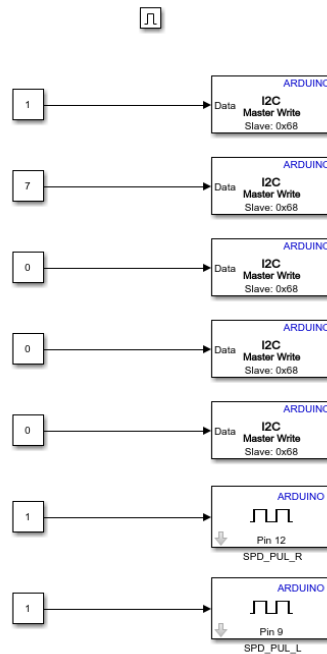 ARDUINO
1
Data
I2C
Master Write
Slave: 0x68
ARDUINO
7
Data
I2C
Master Write
Slave: 0x68
ARDUINO
0
Data
I2C
Master Write
Slave: 0x68
ARDUINO
0
Data
I2C
Master Write
Slave: 0x68
ARDUINO
0
Data
I2C
Master Write
Slave: 0x68
ARDUINO
1
Pin 12
SPD_PUL_R
ARDUINO
1
Pin 9
SPD_PUL_L